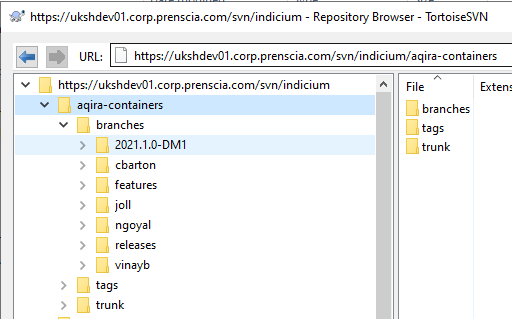 https://ukshdev01.corp.prenscia.com/svn/indicium - Repository Browser - TortoiseSVN
URL: https://ukshdev01.corp.prenscia.com/svn/indicium/aqira-containers
https://ukshdev01.corp.prenscia.com/svn/indicium
aqira-containers
branches
2021.1.0-DM1
cbarton
features
joll
ngoyal
releases
vinayb
tags
trunk
File Extens
branches
tags
trunk